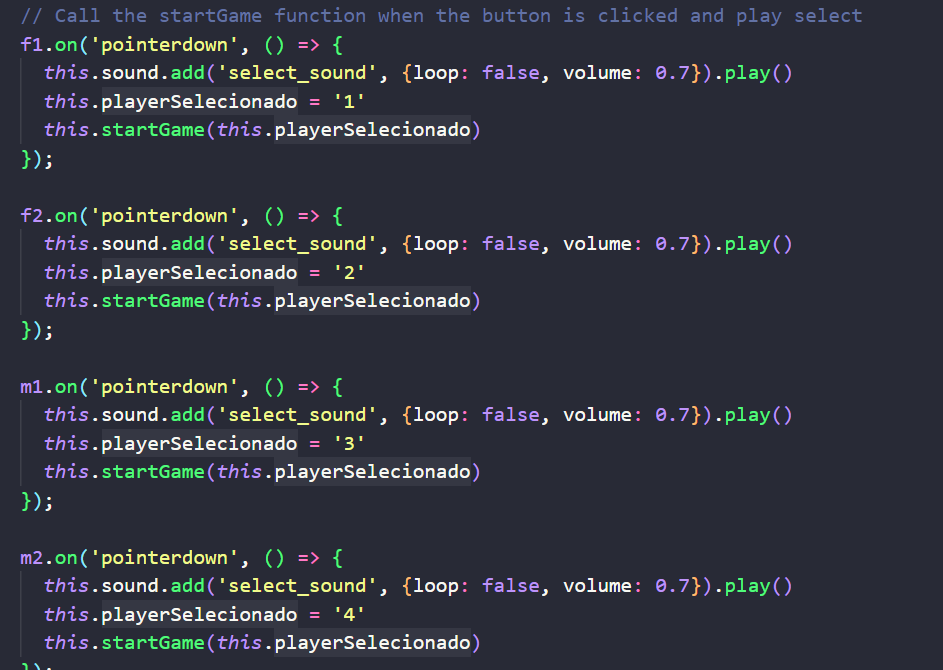 // Call the startGame function when the button is clicked and play select
f1.on('pointerdown', () => {
  this.sound.add('select_sound', {loop: false, volume: 0.7}).play()
  this.playerSelecionado = '1'
  this.startGame(this.playerSelecionado)
});

f2.on('pointerdown', () => {
  this.sound.add('select_sound', {loop: false, volume: 0.7}).play()
  this.playerSelecionado = '2'
  this.startGame(this.playerSelecionado)
});

m1.on('pointerdown', () => {
  this.sound.add('select_sound', {loop: false, volume: 0.7}).play()
  this.playerSelecionado = '3'
  this.startGame(this.playerSelecionado)
});

m2.on('pointerdown', () => {
  this.sound.add('select_sound', {loop: false, volume: 0.7}).play()
  this.playerSelecionado = '4'
  this.startGame(this.playerSelecionado)
});